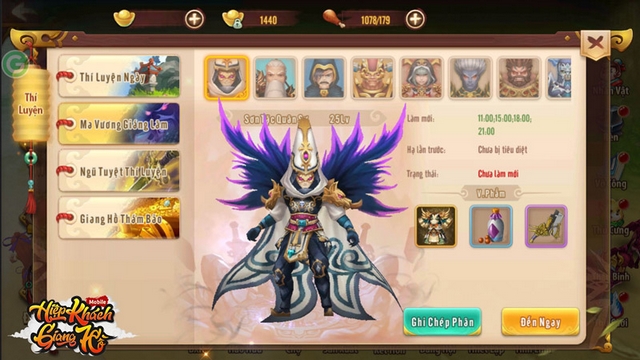 1440
1078/179
Thí Luyện Ngày
Ma Vương Giáng Lâm
Ngũ Tuyệt Thí Luyện
Giang Hồ Thám Bảo
Thí
Luyện
25Lv
Làm mới:
11:00;15:00;18:00;
21:00
Hạ lần trước:
Chưa bị tiêu diệt
Trạng thái:
Chưa làm mới
V.Phẩm
Ghi Chép Phần
Đến Ngay
Mobile
Hiệp Khách
Giang Hồ